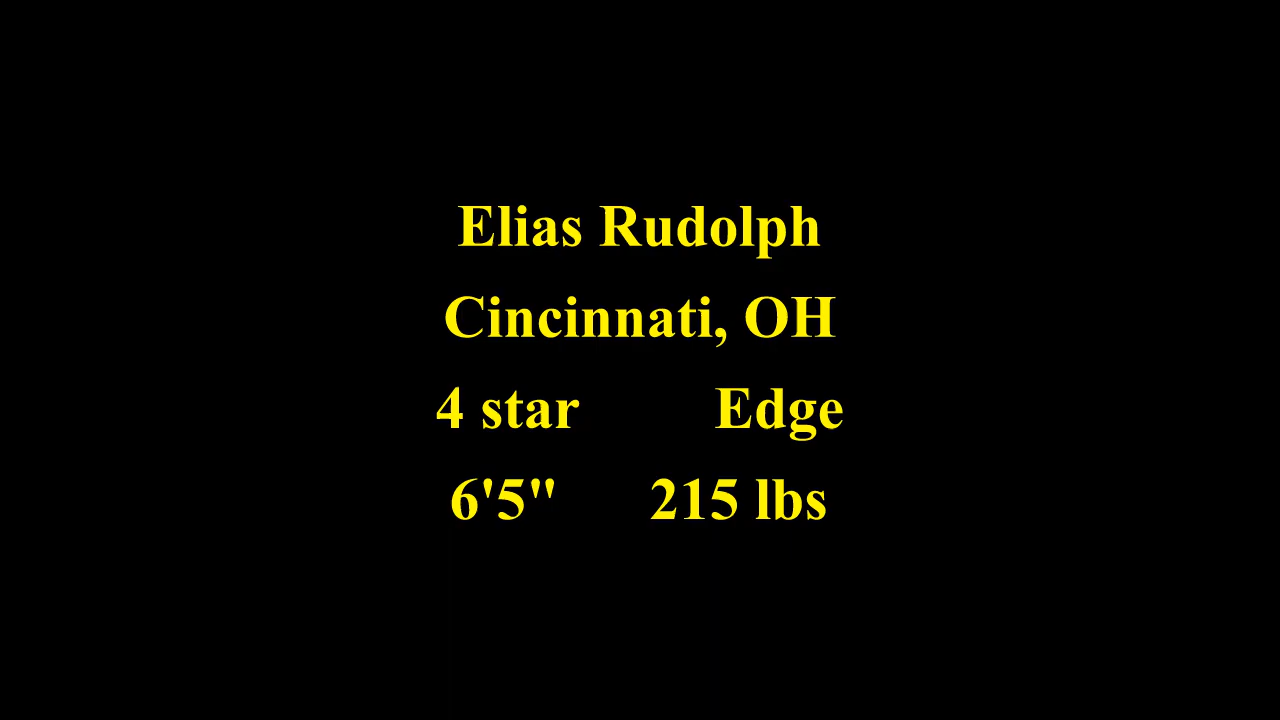 Elias Rudolph
Cincinnati, OH
4 star Edge
6'5" 215 lbs